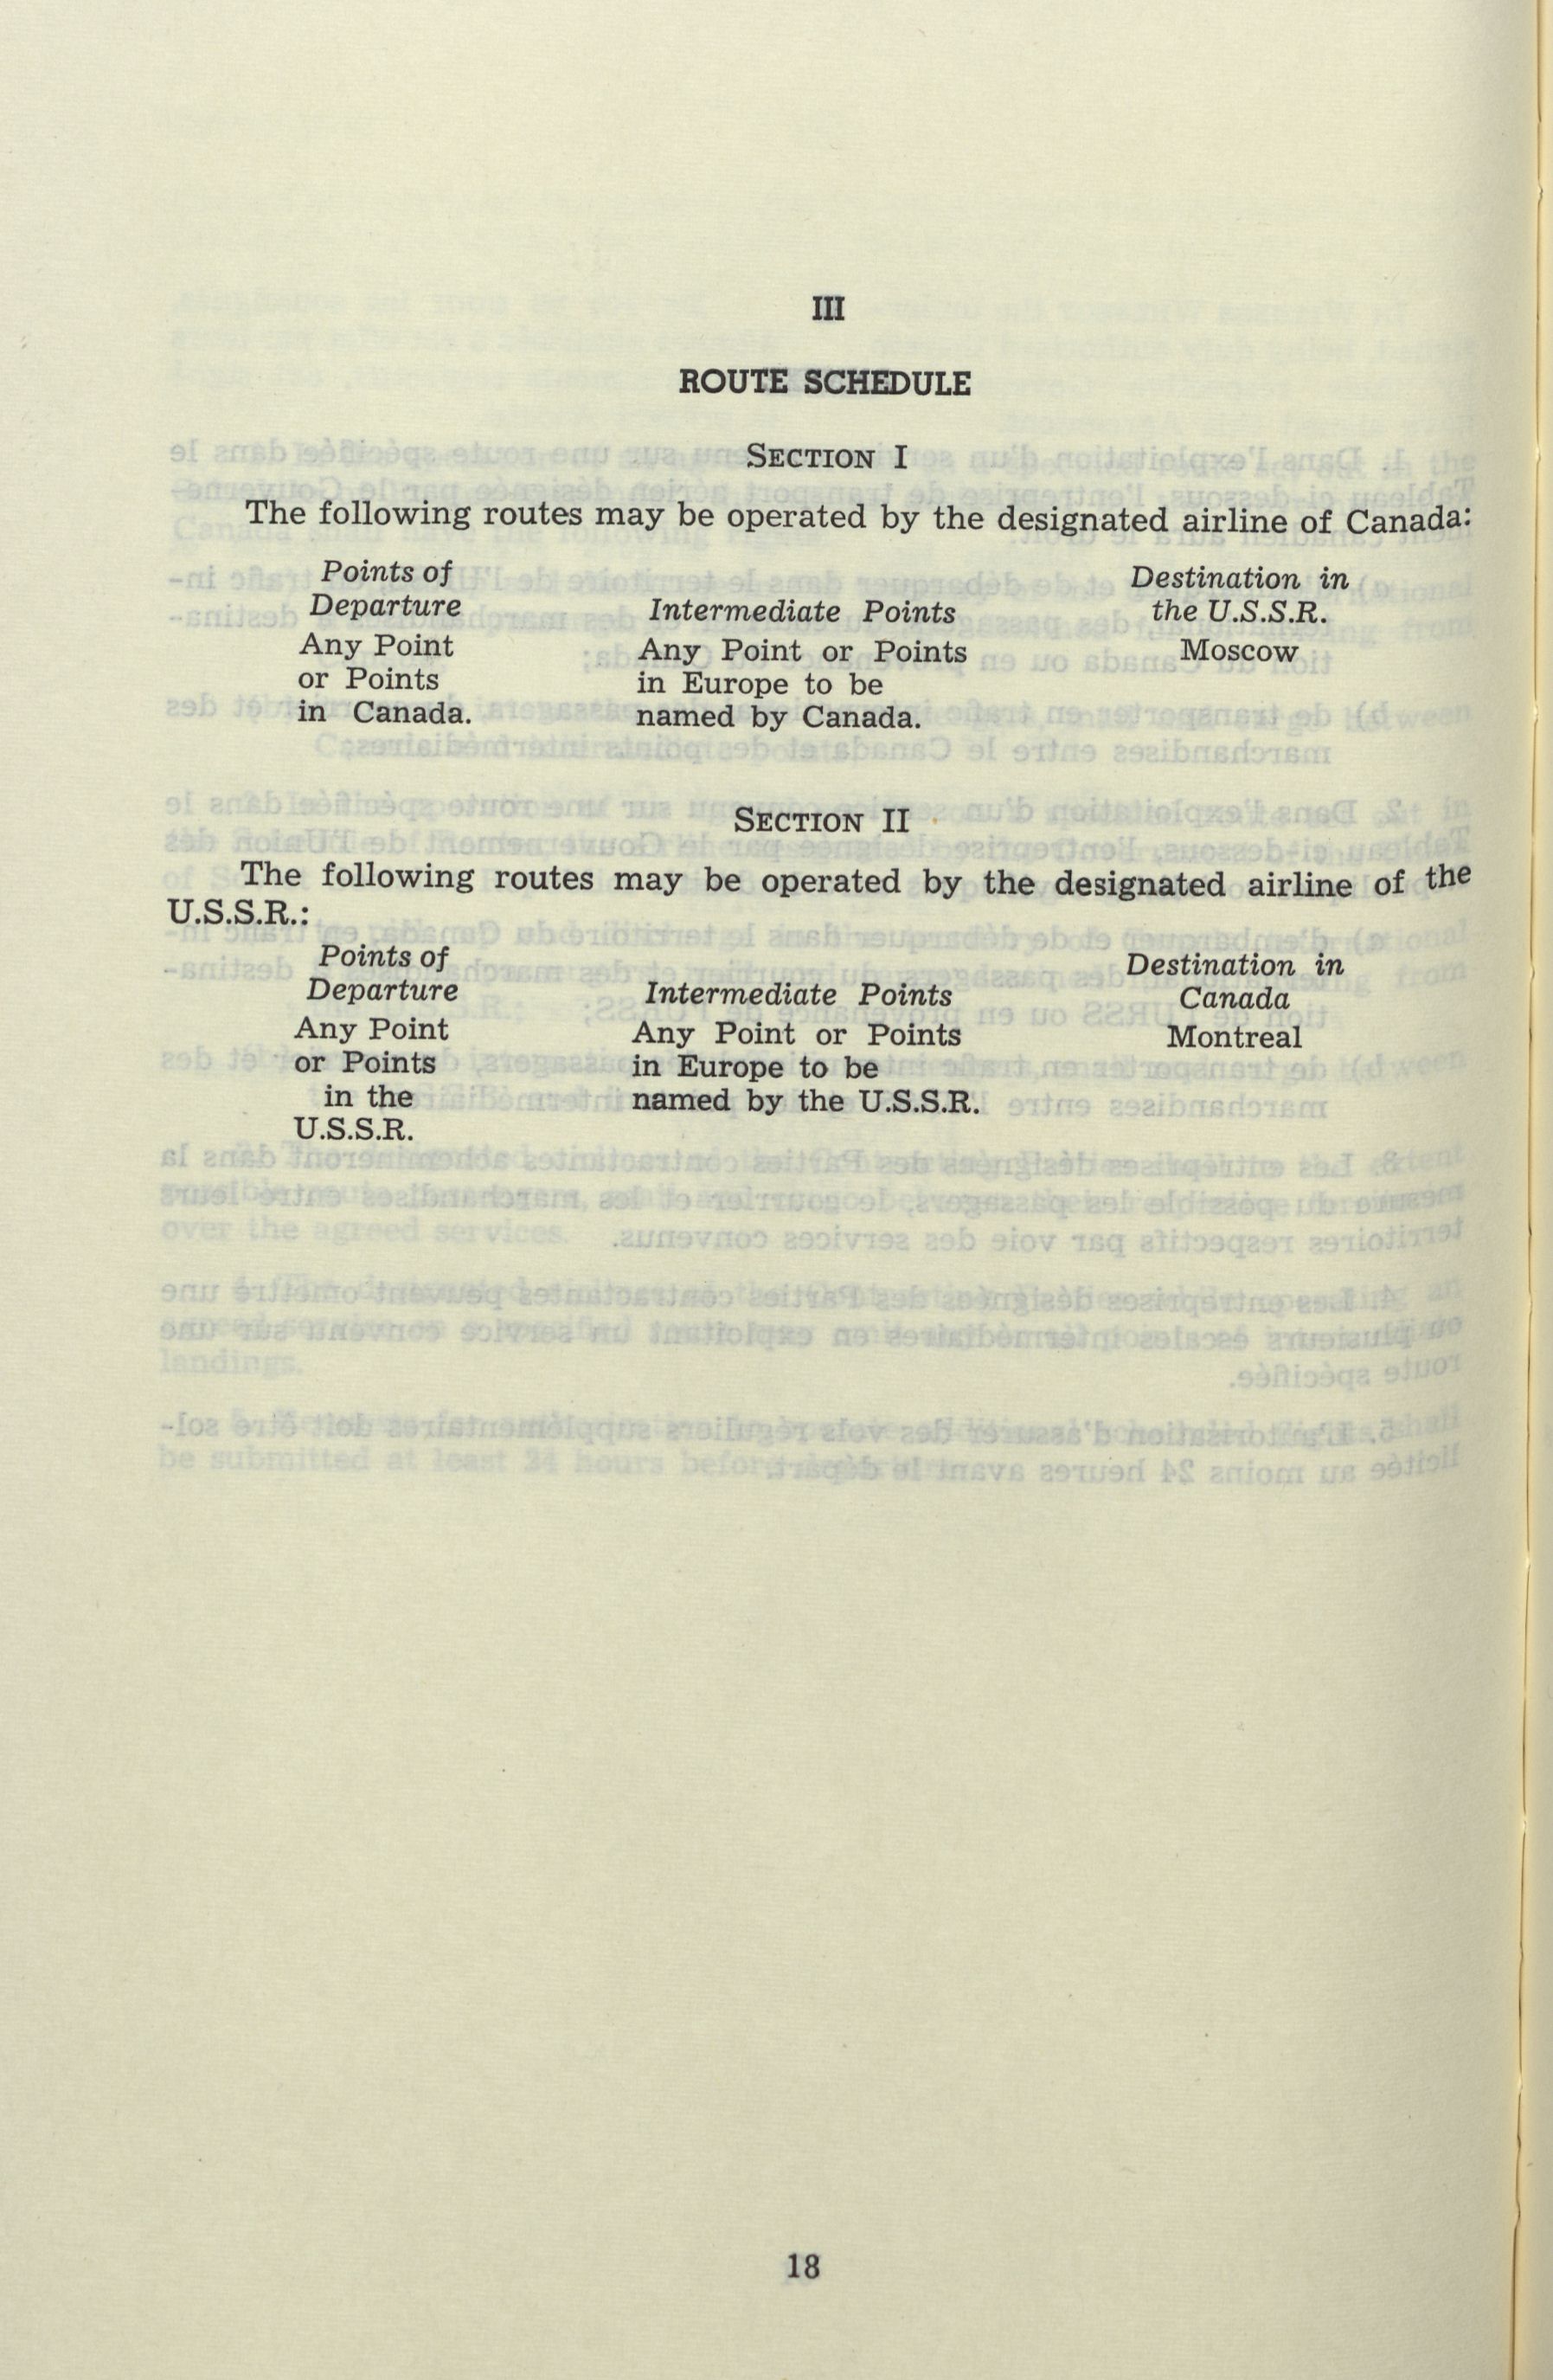 III
ROUTE SCHEDULE
SECTION I
The following routes may be operated by the designated airline of Canada:
Points of
Departure
Intermediate Points
Destination in
the U.S.S.R.
Any Point
or Points
in Canada.
Any Point or Points
in Europe to be
named by Canada.
Moscow
SECTION II
The following routes may be operated by the designated airline of the
U.S.S.R.:
Points of
Departure
Intermediate Points
Destination in
Canada
Any Point
or Points
in the
U.S.S.R.
Any Point or Points
in Europe to be
named by the U.S.S.R.
Montreal
18